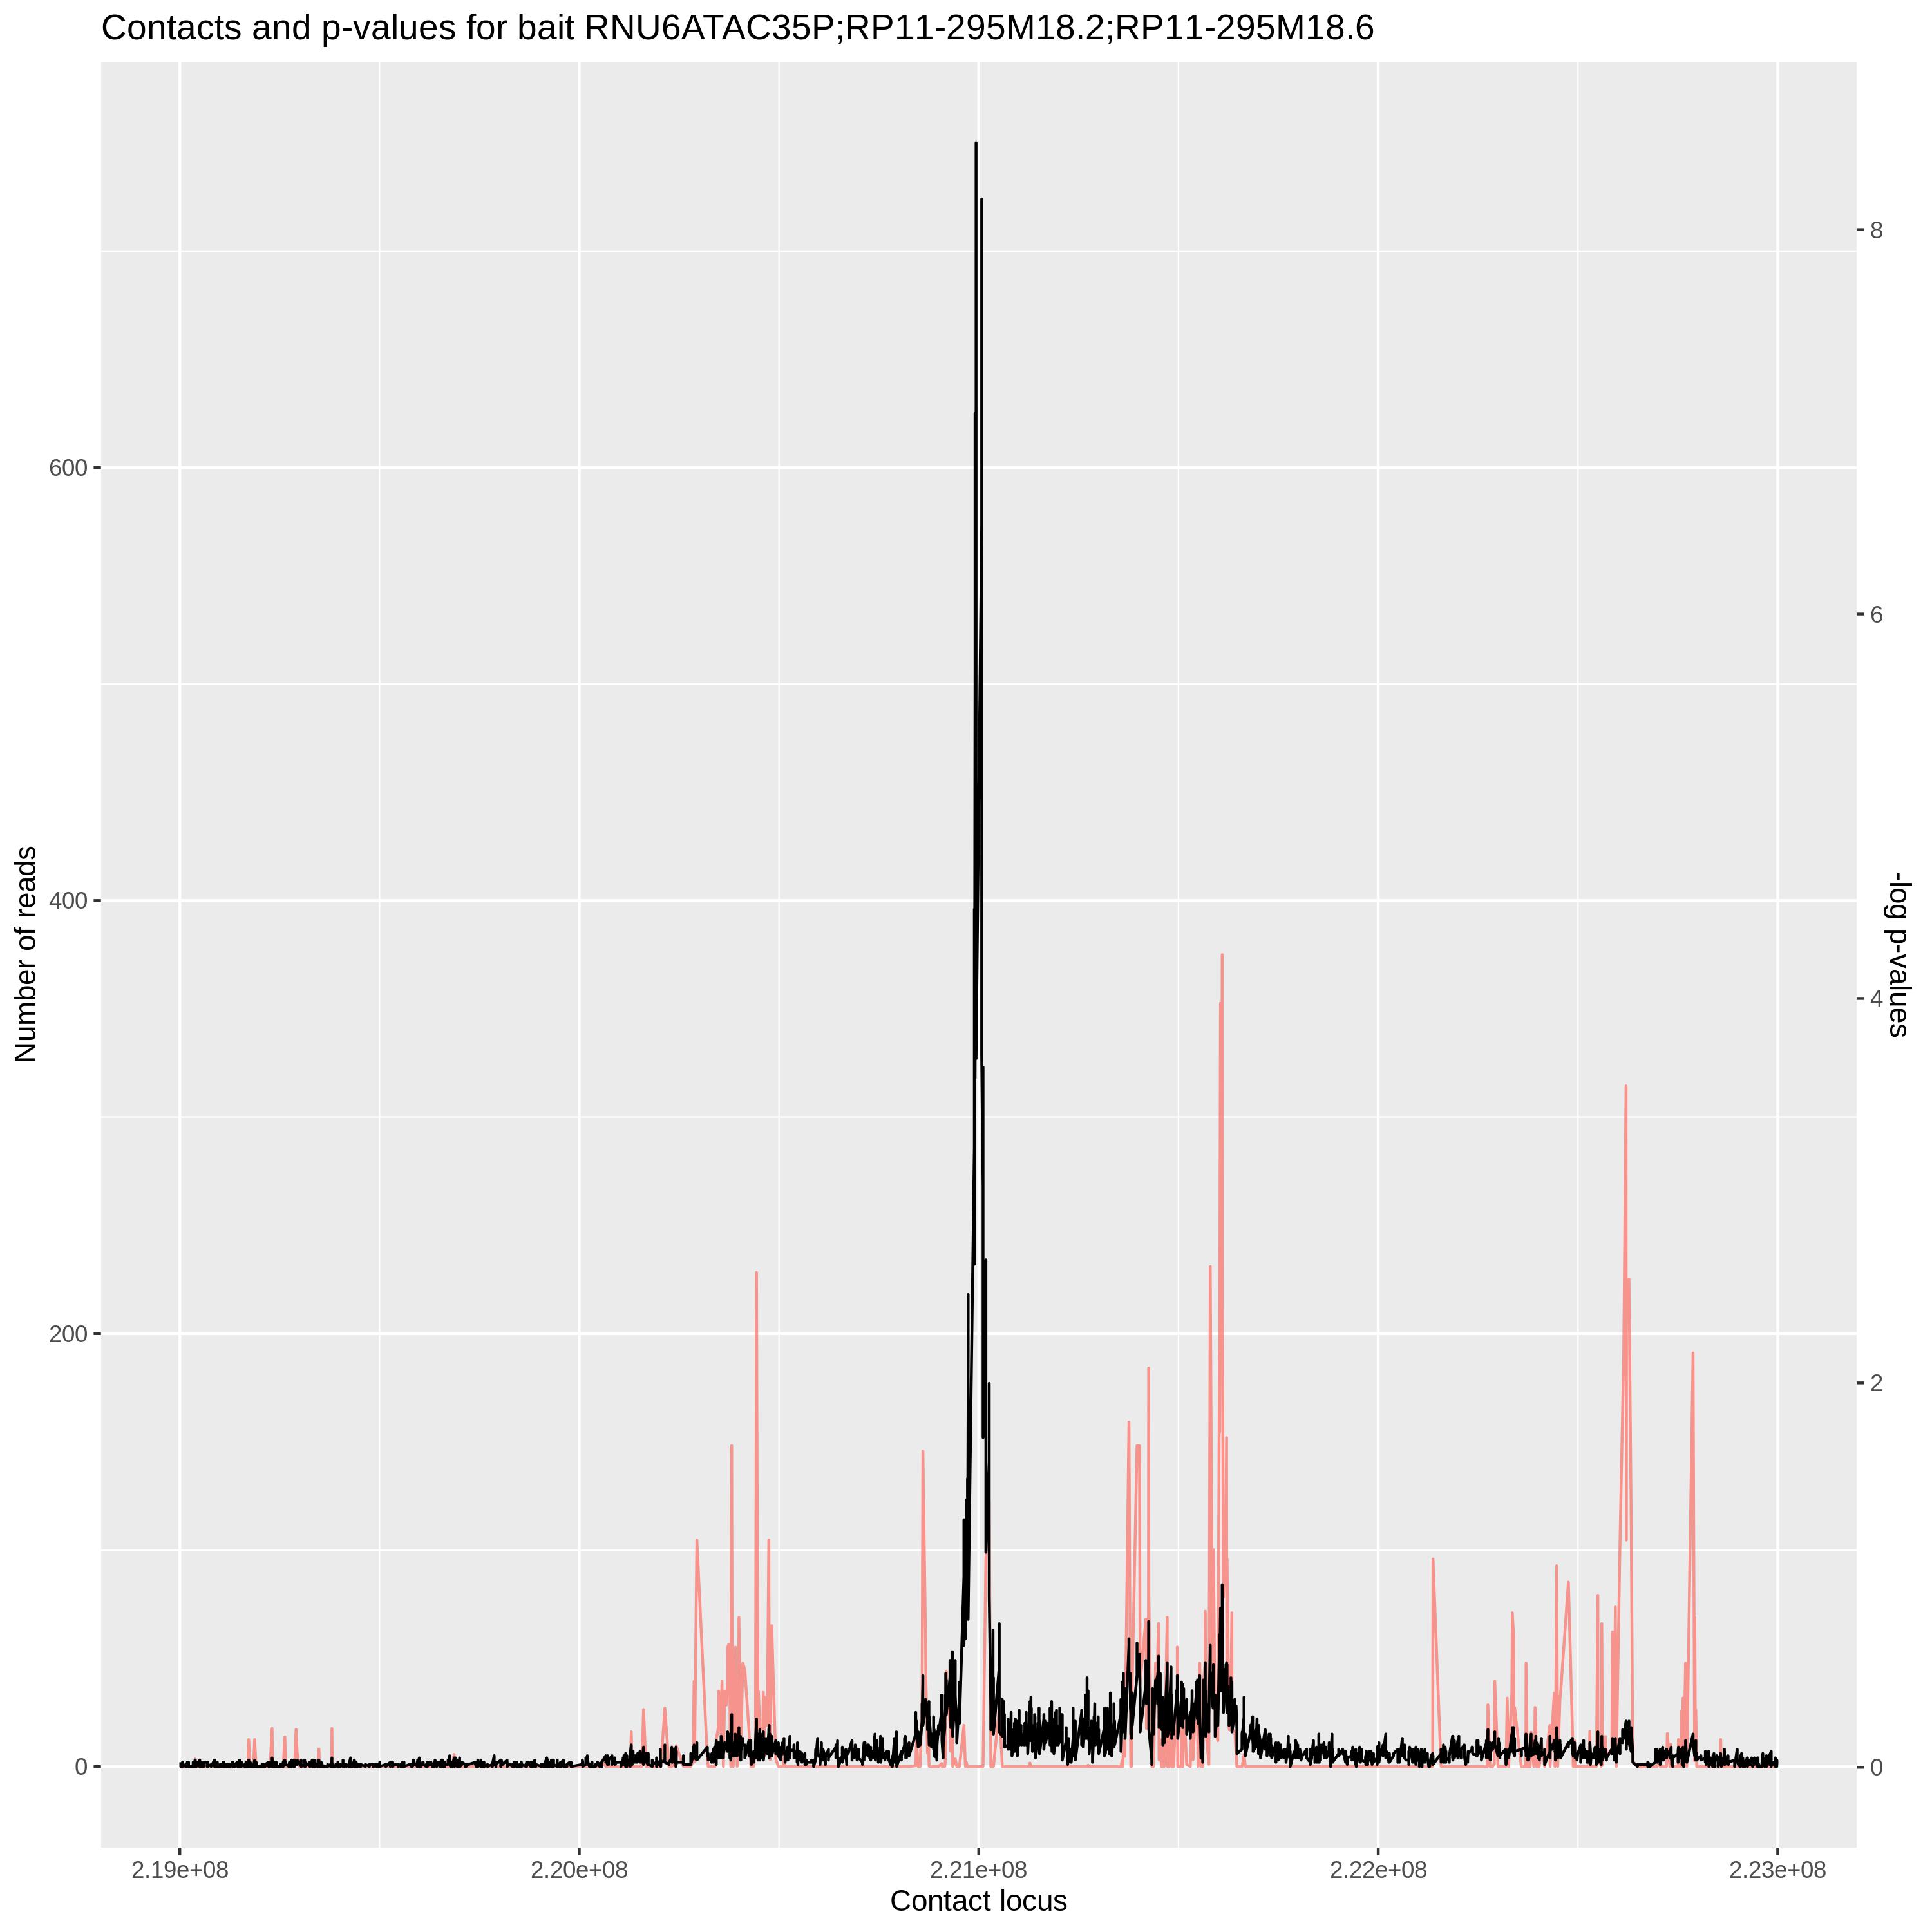 Contacts and p-values for bait RNU6ATAC35P;RP11-295M18.2;RP11-295M18.6
Number of reads
600
400
200
0
8
6
4
2
0
-log p-values
2.19e+08
2.20e+08
2.21e+08
2.22e+08
2.23e+08
Contact locus